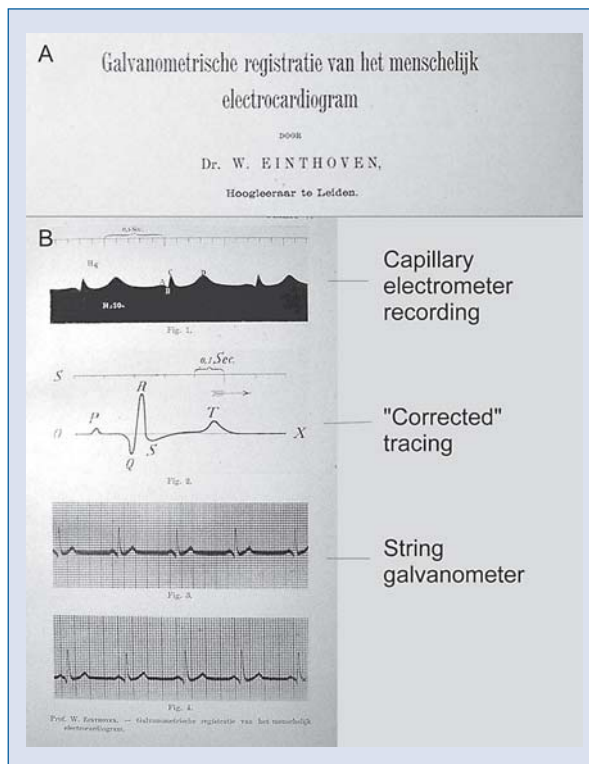 A
Galvanometrische registratie van het menschelijk
electrocardiogram
DOOR
Dr. W. EINTHOVEN,
Hoogleeraar te Leiden.
B
Hg
C
A
B
D
Fig. 1.
Capillary
electrometer
recording
S
0,1 Sec.
R
P
T
O
X
Q
S
Fig. 2.
"Corrected"
tracing
Fig. 3.
String
galvanometer
Fig. 4.
Prof. W. EINTHOVEN. — Galvanometrische registratie van het menschelijk
electrocardiogram.